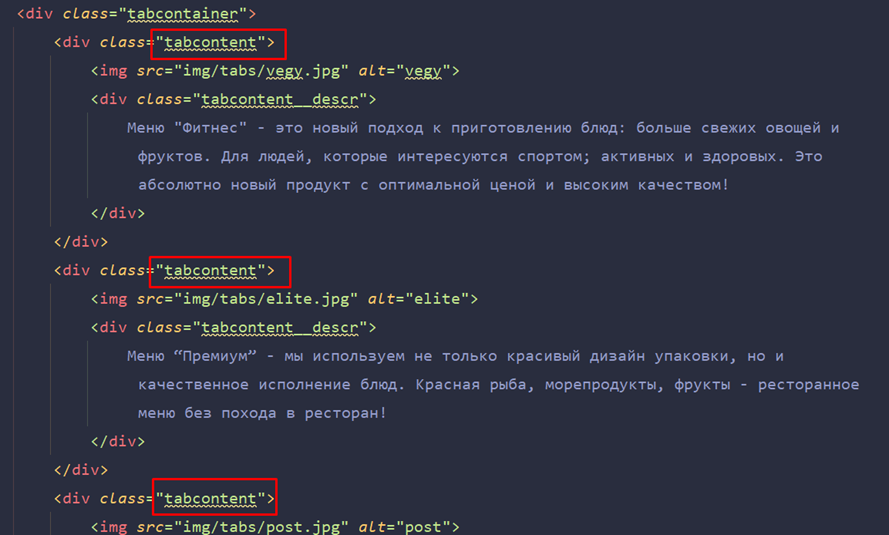 <div class="tabcontainer">
<div class="tabcontent">
<img src="img/tabs/vegy.jpg" alt="vegy">
<div class="tabcontent__descr">
Меню "Фитнес" - это новый подход к приготовлению блюд: больше свежих овощей и
фруктов. Для людей, которые интересуются спортом; активных и здоровых. Это
абсолютно новый продукт с оптимальной ценой и высоким качеством!
</div>
</div>
<div class="tabcontent">
<img src="img/tabs/elite.jpg" alt="elite">
<div class="tabcontent__descr">
Меню “Премиум” - мы используем не только красивый дизайн упаковки, но и
качественное исполнение блюд. Красная рыба, морепродукты, фрукты - ресторанное
меню без похода в ресторан!
</div>
</div>
<div class="tabcontent">
<img src="img/tabs/post.jpg" alt="post">